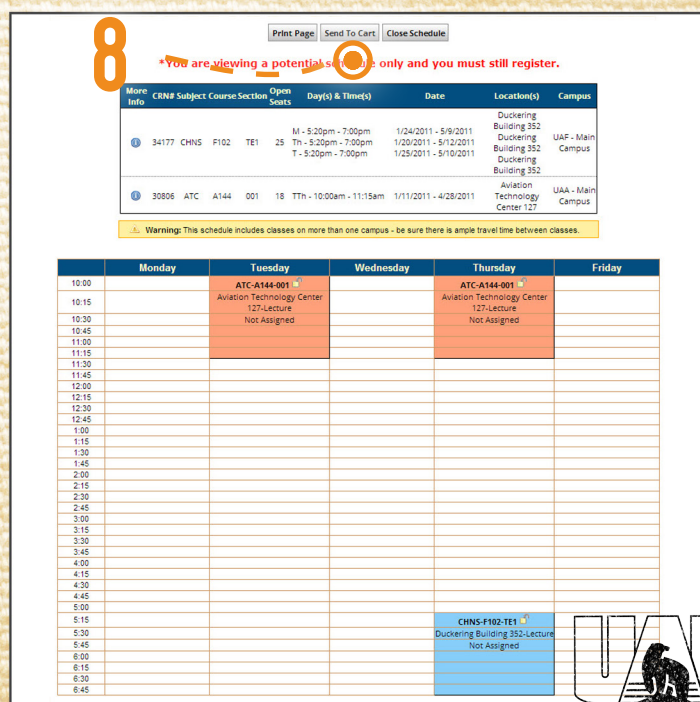 8
Print Page Send To Cart Close Schedule
*You are viewing a potential schedule only and you must still register.
More Info CRN# Subject Course Section Open Seats Day(s) & Time(s) Date Location(s) Campus
34177 CHNS F102 TE1 25 M - 5:20pm - 7:00pm 1/24/2011 - 5/9/2011 Duckering Building 352 UAF - Main Campus
Th - 5:20pm - 7:00pm 1/20/2011 - 5/12/2011 Duckering Building 352
T - 5:20pm - 7:00pm 1/25/2011 - 5/10/2011 Duckering Building 352
30806 ATC A144 001 18 TTh - 10:00am - 11:15am 1/11/2011 - 4/28/2011 Aviation Technology Center 127 UAA - Main Campus
Warning: This schedule includes classes on more than one campus - be sure there is ample travel time between classes.
Monday Tuesday Wednesday Thursday Friday
10:00 ATC-A144-001 ATC-A144-001
10:15 Aviation Technology Center 127-Lecture Aviation Technology Center 127-Lecture
10:30 Not Assigned Not Assigned
10:45
11:00
11:15
11:30
11:45
12:00
12:15
12:30
12:45
1:00
1:15
1:30
1:45
2:00
2:15
2:30
2:45
3:00
3:15
3:30
3:45
4:00
4:15
4:30
4:45
5:00
5:15 CHNS-F102-TE1
5:30 Duckering Building 352-Lecture
5:45 Not Assigned
6:00
6:15
6:30
6:45